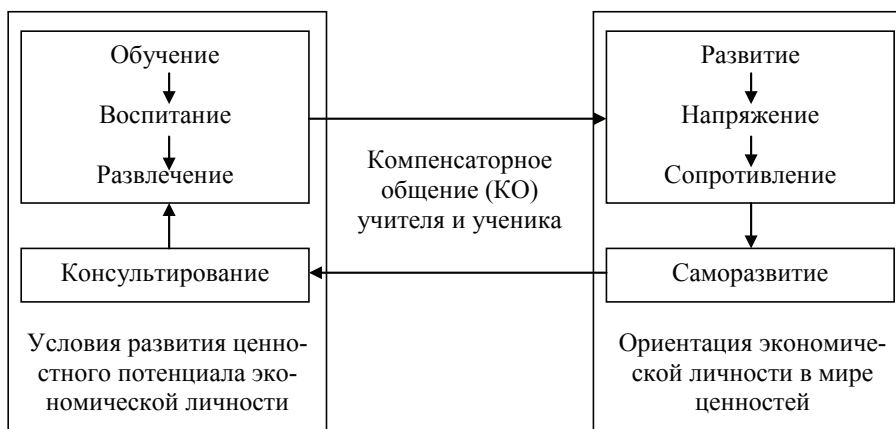 Обучение
Воспитание
Развлечение
Консультирование
Условия развития ценно-
стного потенциала эко-
номической личности
Компенсаторное
общение (КО)
учителя и ученика
Развитие
Напряжение
Сопротивление
Саморазвитие
Ориентация экономиче-
ской личности в мире
ценностей